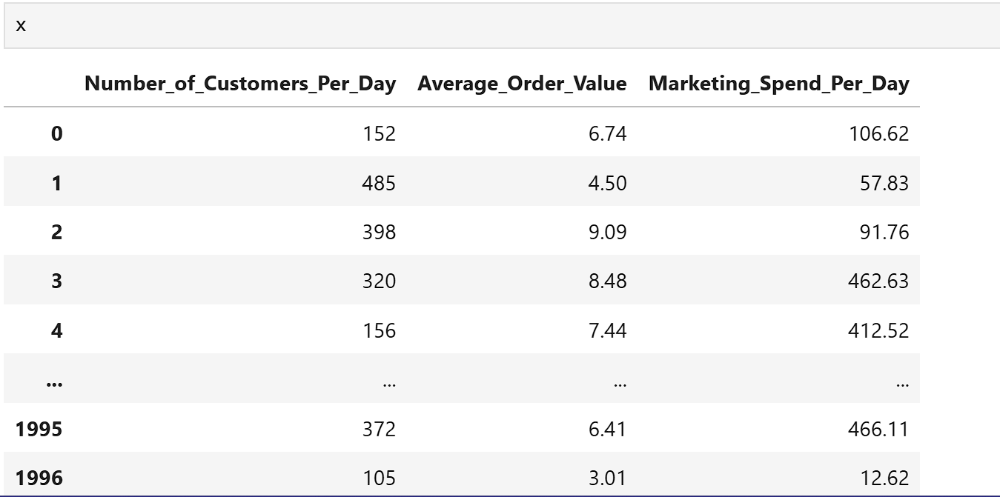 x
Number_of_Customers_Per_Day Average_Order_Value Marketing_Spend_Per_Day
0 152 6.74 106.62
1 485 4.50 57.83
2 398 9.09 91.76
3 320 8.48 462.63
4 156 7.44 412.52
... ... ... ...
1995 372 6.41 466.11
1996 105 3.01 12.62